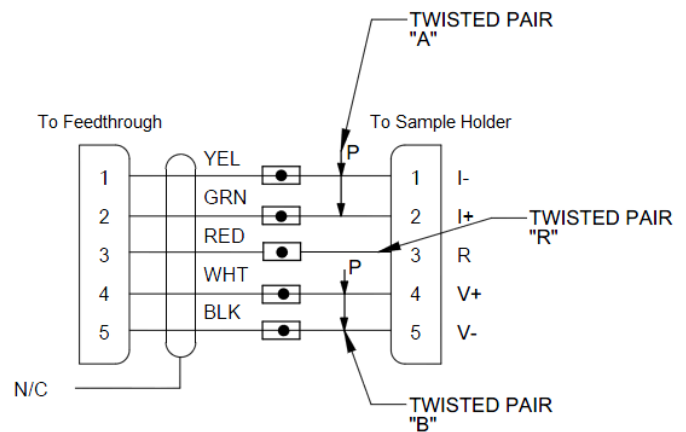 TWISTED PAIR
"A"
To Feedthrough
To Sample Holder
YEL
P
1
1
I-
GRN
2
2
I+
TWISTED PAIR
"R"
RED
3
3
R
WHT
P
4
4
V+
BLK
5
5
V-
N/C
TWISTED PAIR
"B"